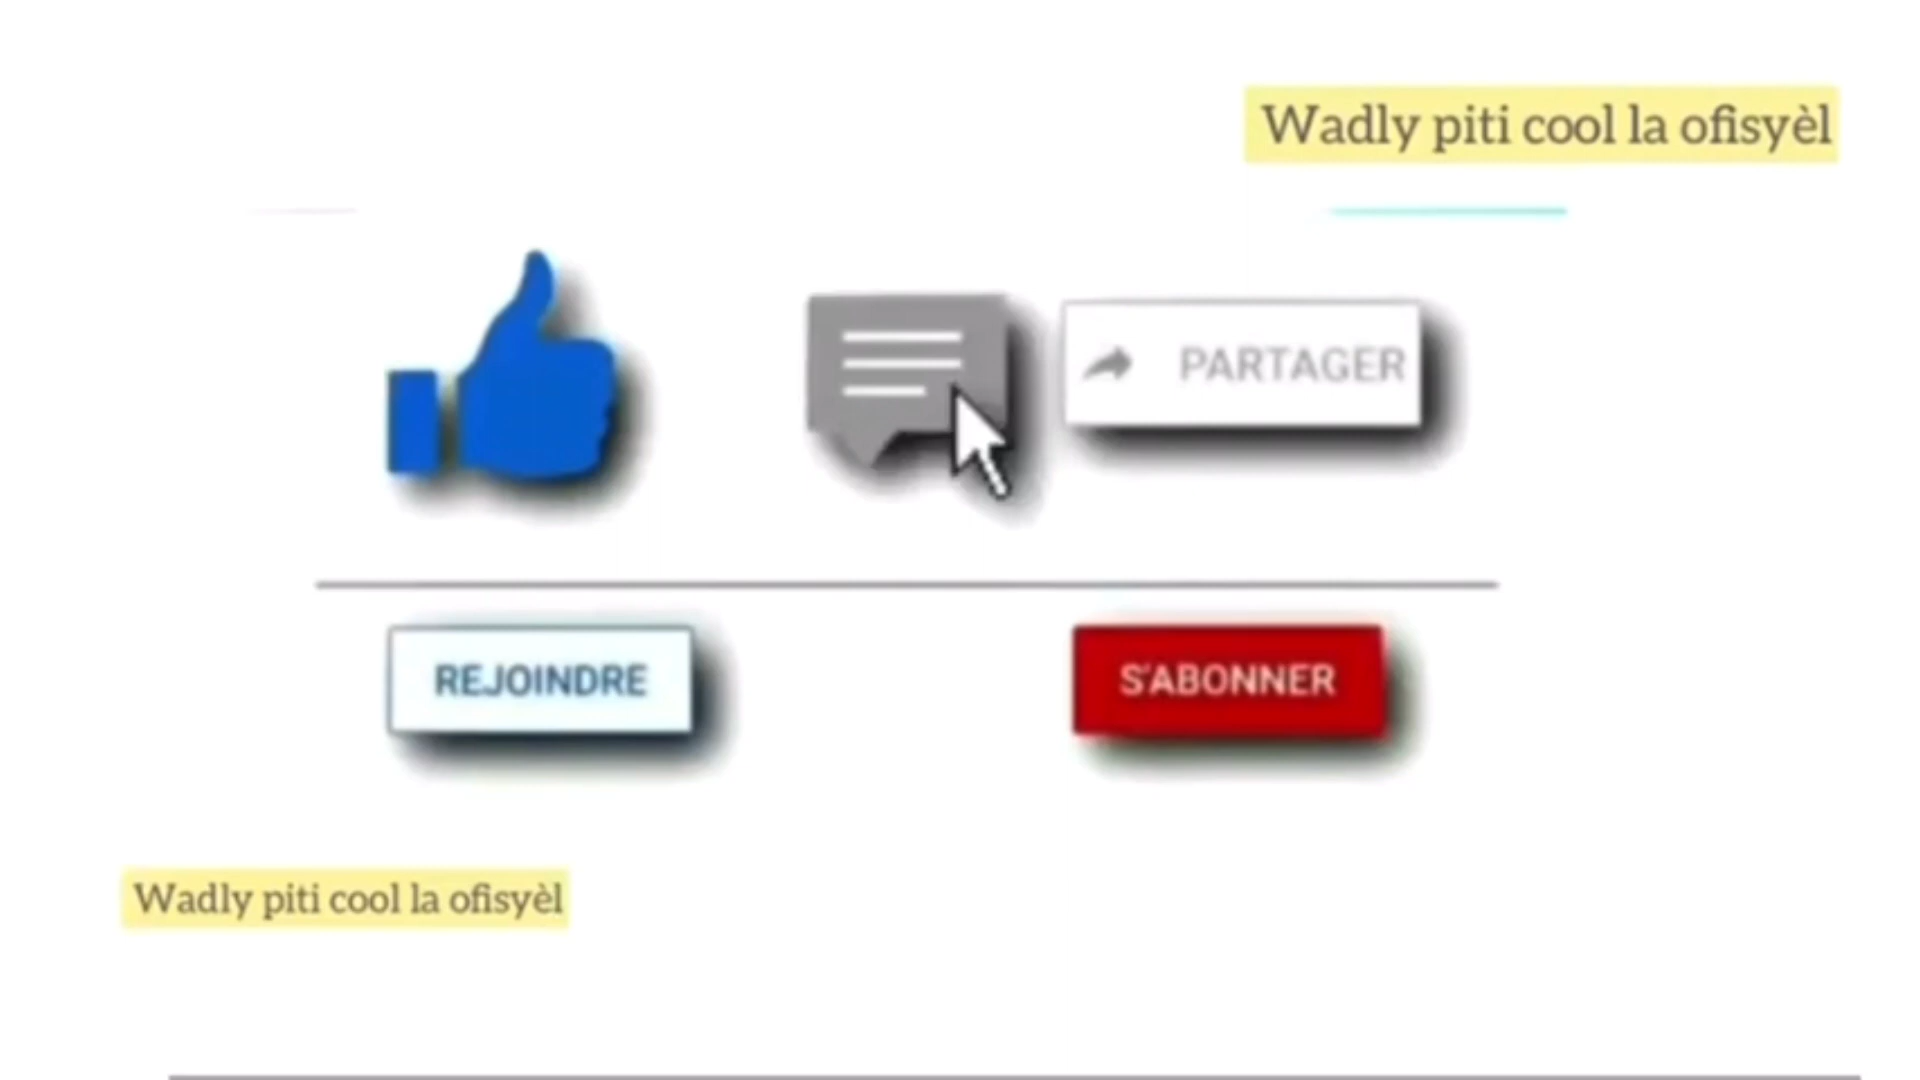 Wadly piti cool la ofisyèl
PARTAGER
REJOINDRE
S'ABONNER
Wadly piti cool la ofisyèl